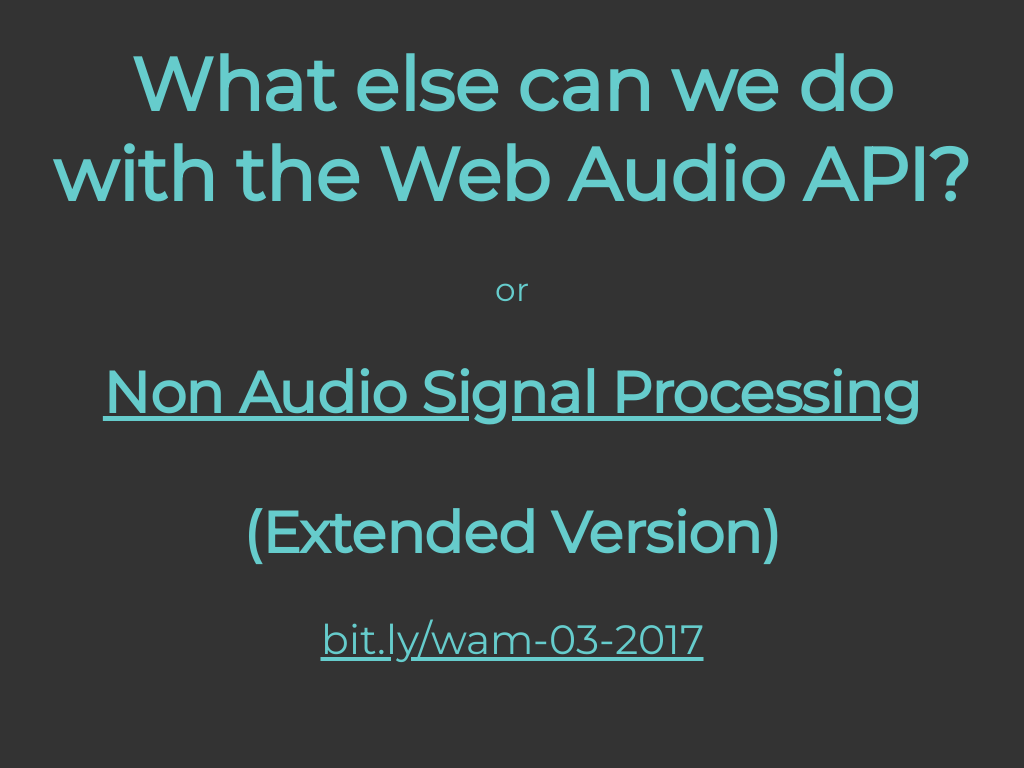 What else can we do
with the Web Audio API?
or
Non Audio Signal Processing
(Extended Version)
bit.ly/wam-03-2017